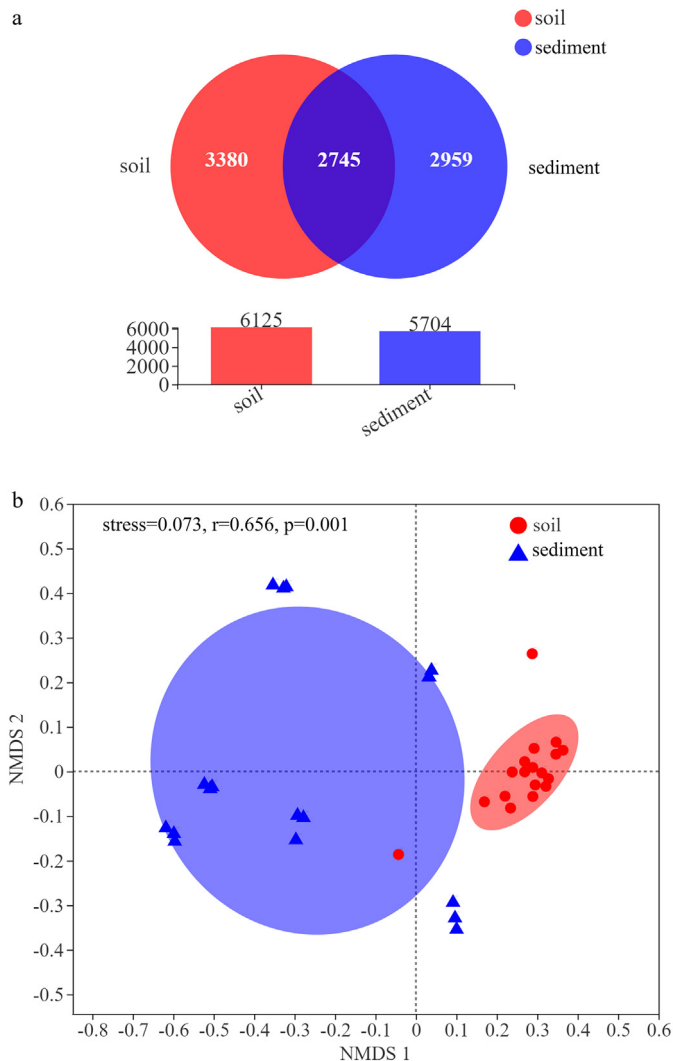 a
soil
sediment
soil
3380
2745
2959
sediment
6125
5704
6000
4000
2000
0
soil
sediment
b
stress=0.073, r=0.656, p=0.001
soil
sediment
0.6
0.5
0.4
0.3
0.2
0.1
0
-0.1
-0.2
-0.3
-0.4
-0.5
NMDS 2
-0.8 -0.7 -0.6 -0.5 -0.4 -0.3 -0.2 -0.1 0 0.1 0.2 0.3 0.4 0.5 0.6
NMDS 1